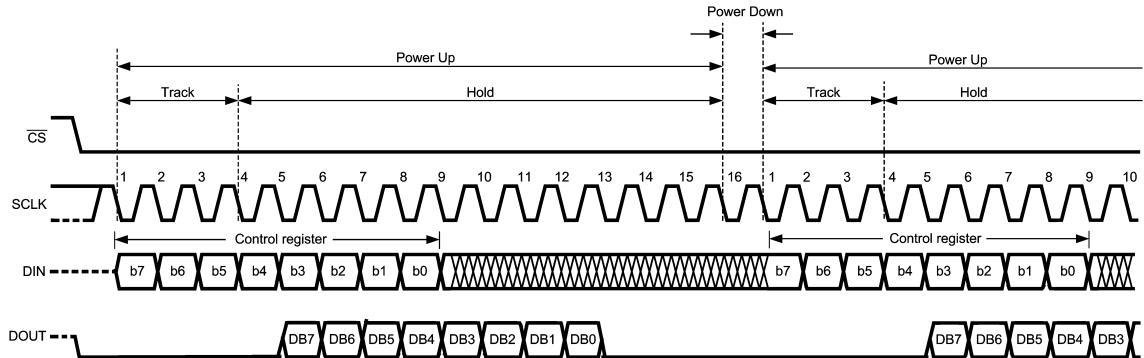 Power Down
Power Up
Power Up
Track Hold Track Hold
CS
1 2 3 4 5 6 7 8 9 10 11 12 13 14 15 16 1 2 3 4 5 6 7 8 9 10
SCLK
Control register Control register
DIN b7 b6 b5 b4 b3 b2 b1 b0 b7 b6 b5 b4 b3 b2 b1 b0
DOUT DB7 DB6 DB5 DB4 DB3 DB2 DB1 DB0 DB7 DB6 DB5 DB4 DB3